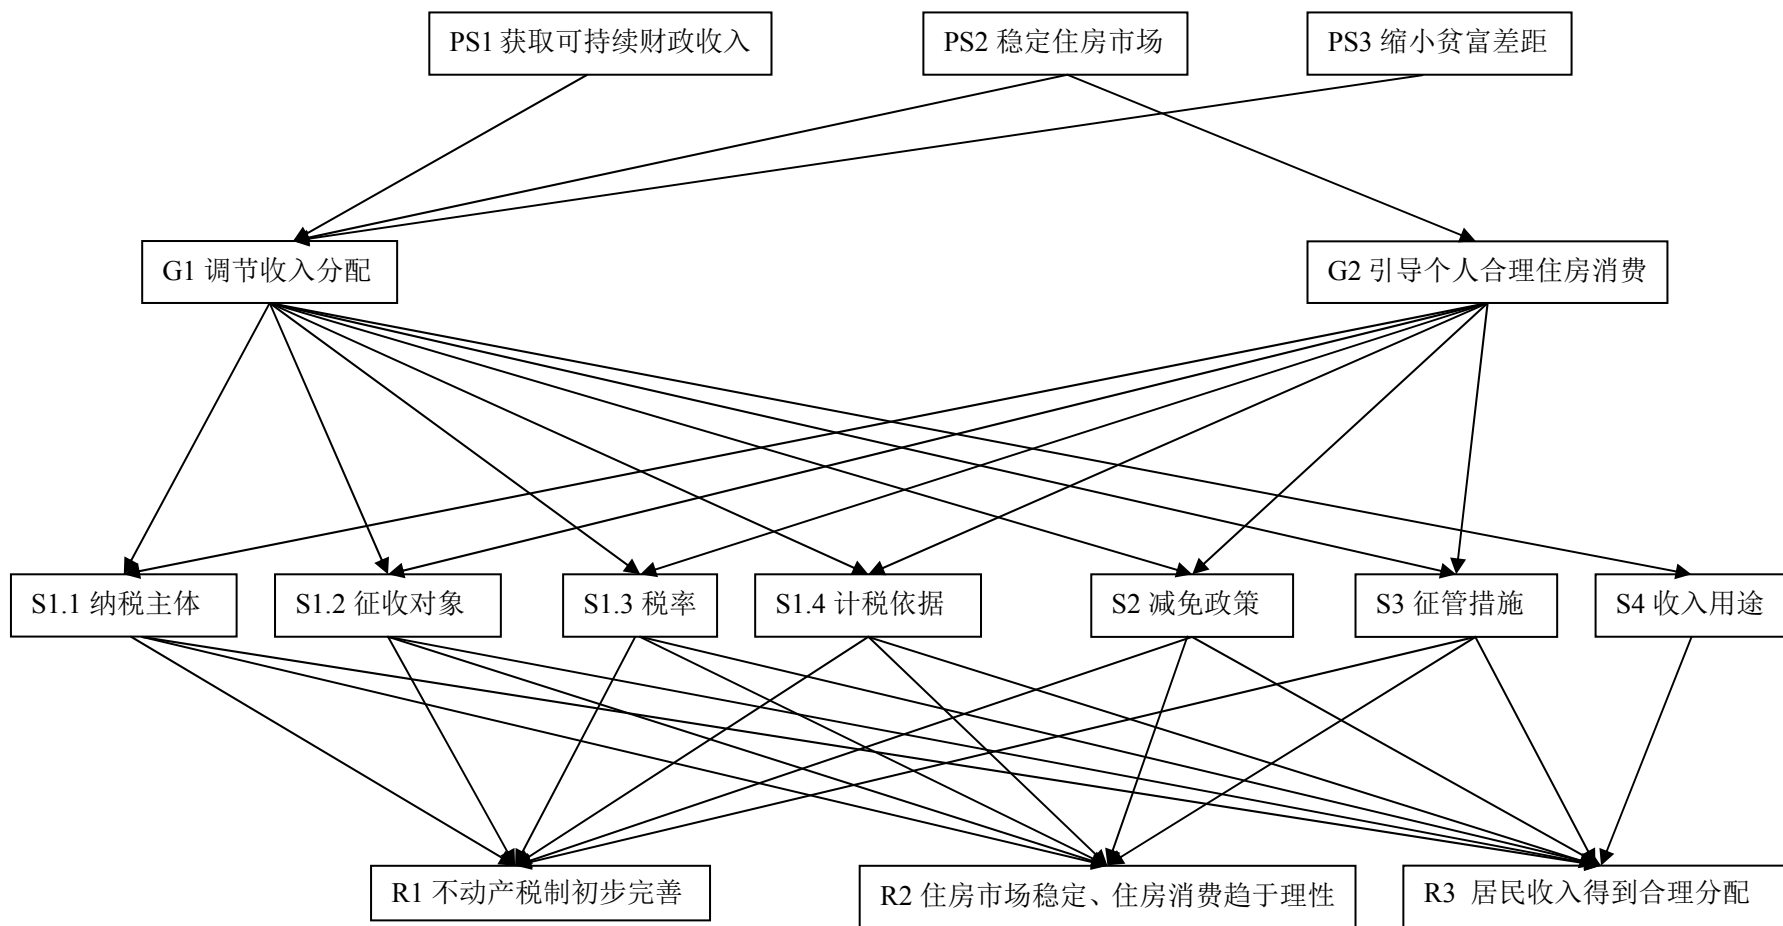 PS1 获取可持续财政收入
PS2 稳定住房市场
PS3 缩小贫富差距
G1 调节收入分配
G2 引导个人合理住房消费
S1.1 纳税主体
S1.2 征收对象
S1.3 税率
S1.4 计税依据
S2 减免政策
S3 征管措施
S4 收入用途
R1 不动产税制初步完善
R2 住房市场稳定、住房消费趋于理性
R3 居民收入得到合理分配